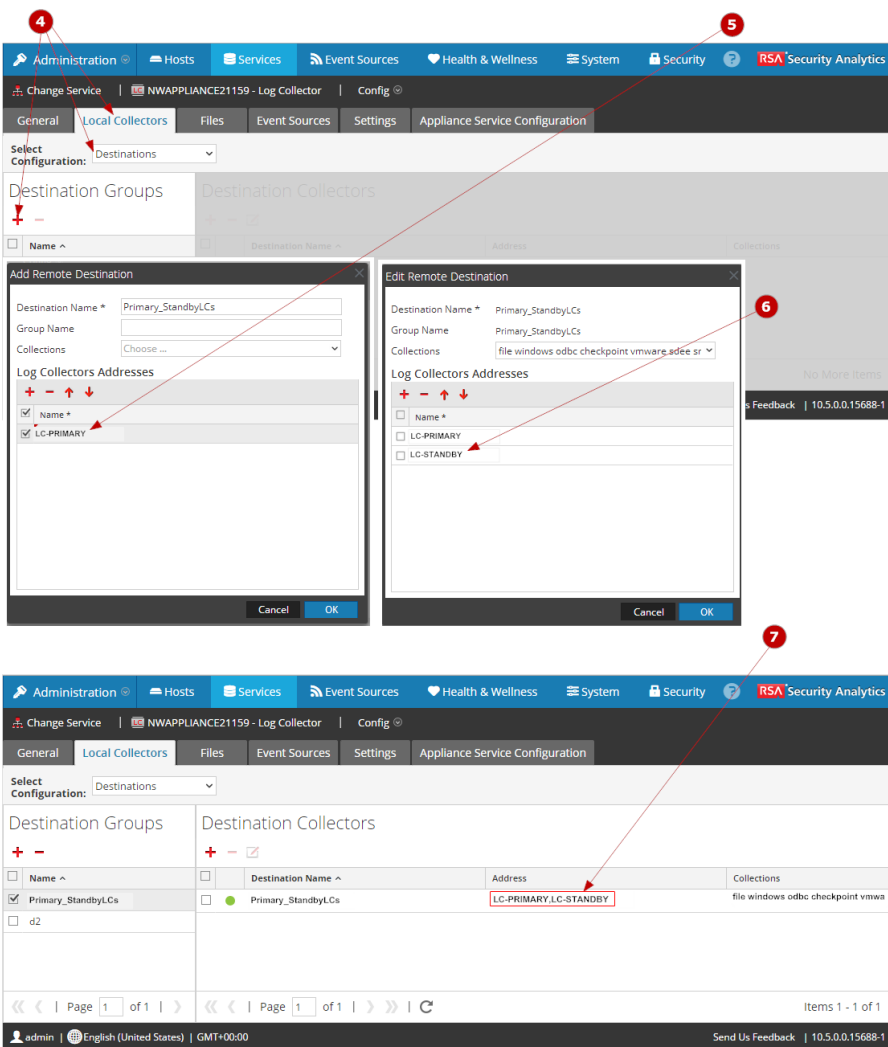 4
5
Administration Hosts Services Event Sources Health & Wellness System Security ? RSA Security Analytics
Change Service | LC NWAPPLIANCE21159 - Log Collector | Config
General Local Collectors Files Event Sources Settings Appliance Service Configuration
Select Configuration: Destinations
Destination Groups Destination Collectors
Name Destination Name Address Collections
Add Remote Destination
Destination Name * Primary_StandbyLCs
Group Name
Collections Choose ...
Log Collectors Addresses
Name *
LC-PRIMARY
Cancel OK
Edit Remote Destination
6
Destination Name * Primary_StandbyLCs
Group Name Primary_StandbyLCs
Collections file windows odbc checkpoint vmware sdee sr
Log Collectors Addresses
Name *
LC-PRIMARY
LC-STANDBY
Cancel OK
No More Items
s Feedback | 10.5.0.0.15688-1
7
Administration Hosts Services Event Sources Health & Wellness System Security ? RSA Security Analytics
Change Service | LC NWAPPLIANCE21159 - Log Collector | Config
General Local Collectors Files Event Sources Settings Appliance Service Configuration
Select Configuration: Destinations
Destination Groups Destination Collectors
Name Destination Name Address Collections
Primary_StandbyLCs Primary_StandbyLCs LC-PRIMARY,LC-STANDBY file windows odbc checkpoint vmwa
d2
| Page 1 of 1 | | Page 1 of 1 | | Items 1 - 1 of 1
admin | English (United States) | GMT+00:00 Send Us Feedback | 10.5.0.0.15688-1